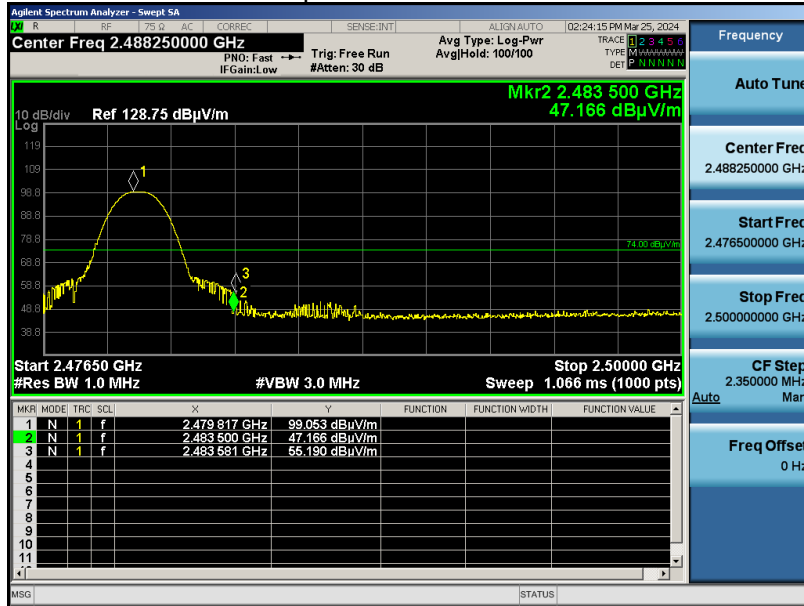 Agilent Spectrum Analyzer - Swept SA
LXI R RF 75 Ω AC CORREC SENSE:INT ALIGN AUTO 02:24:15 PM Mar 25, 2024
Center Freq 2.488250000 GHz
PNO: Fast
IFGain:Low
Trig: Free Run
#Atten: 30 dB
Avg Type: Log-Pwr
Avg|Hold: 100/100
TRACE 1 2 3 4 5 6
TYPE M
DET P N N N N N
Mkr2 2.483 500 GHz
47.166 dBµV/m
10 dB/div Ref 128.75 dBµV/m
Log
119
109
98.8
88.8
78.8
68.8
58.8
48.8
38.8
1
3
2
74.00 dBµV/m
Start 2.47650 GHz Stop 2.50000 GHz
#Res BW 1.0 MHz #VBW 3.0 MHz Sweep 1.066 ms (1000 pts)
MKR MODE TRC SCL X Y FUNCTION FUNCTION WIDTH FUNCTION VALUE
1 N 1 f 2.479 817 GHz 99.053 dBµV/m
2 N 1 f 2.483 500 GHz 47.166 dBµV/m
3 N 1 f 2.483 581 GHz 55.190 dBµV/m
4
5
6
7
8
9
10
11
MSG STATUS
Frequency
Auto Tune
Center Freq
2.488250000 GHz
Start Freq
2.476500000 GHz
Stop Freq
2.500000000 GHz
CF Step
2.350000 MHz
Auto Man
Freq Offset
0 Hz